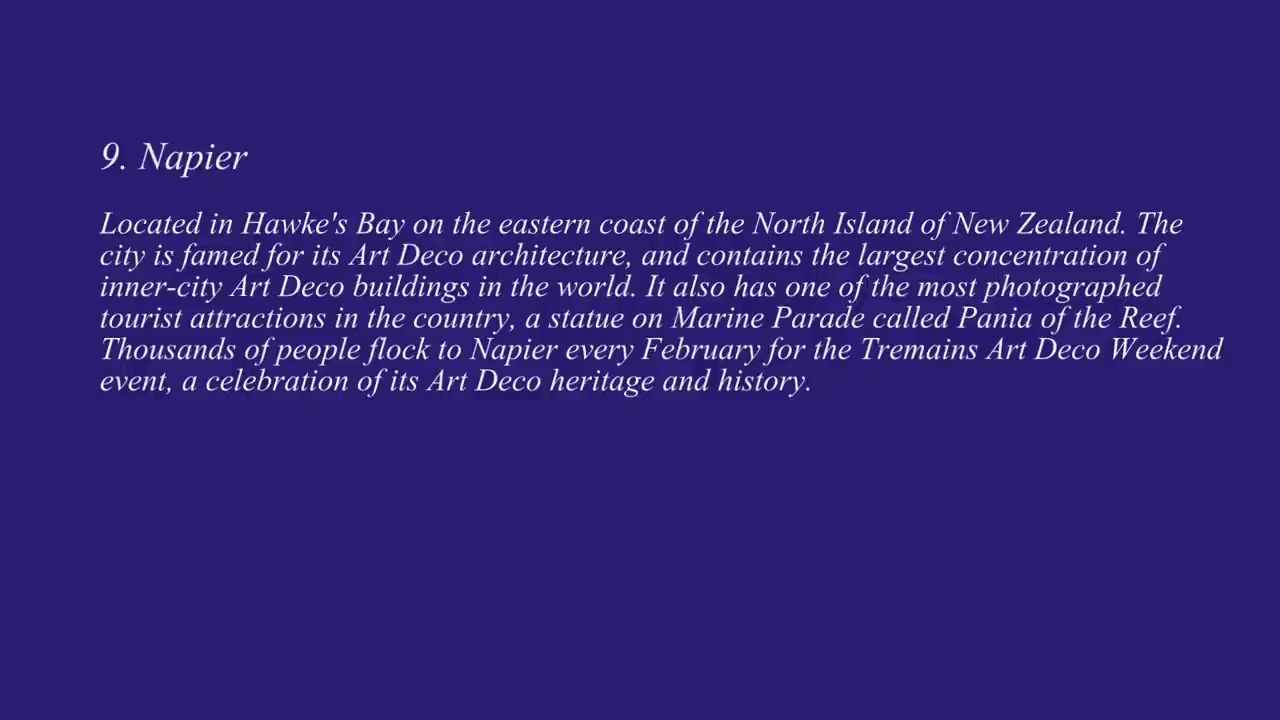 9. Napier
Located in Hawke's Bay on the eastern coast of the North Island of New Zealand. The
city is famed for its Art Deco architecture, and contains the largest concentration of
inner-city Art Deco buildings in the world. It also has one of the most photographed
tourist attractions in the country, a statue on Marine Parade called Pania of the Reef.
Thousands of people flock to Napier every February for the Tremains Art Deco Weekend
event, a celebration of its Art Deco heritage and history.